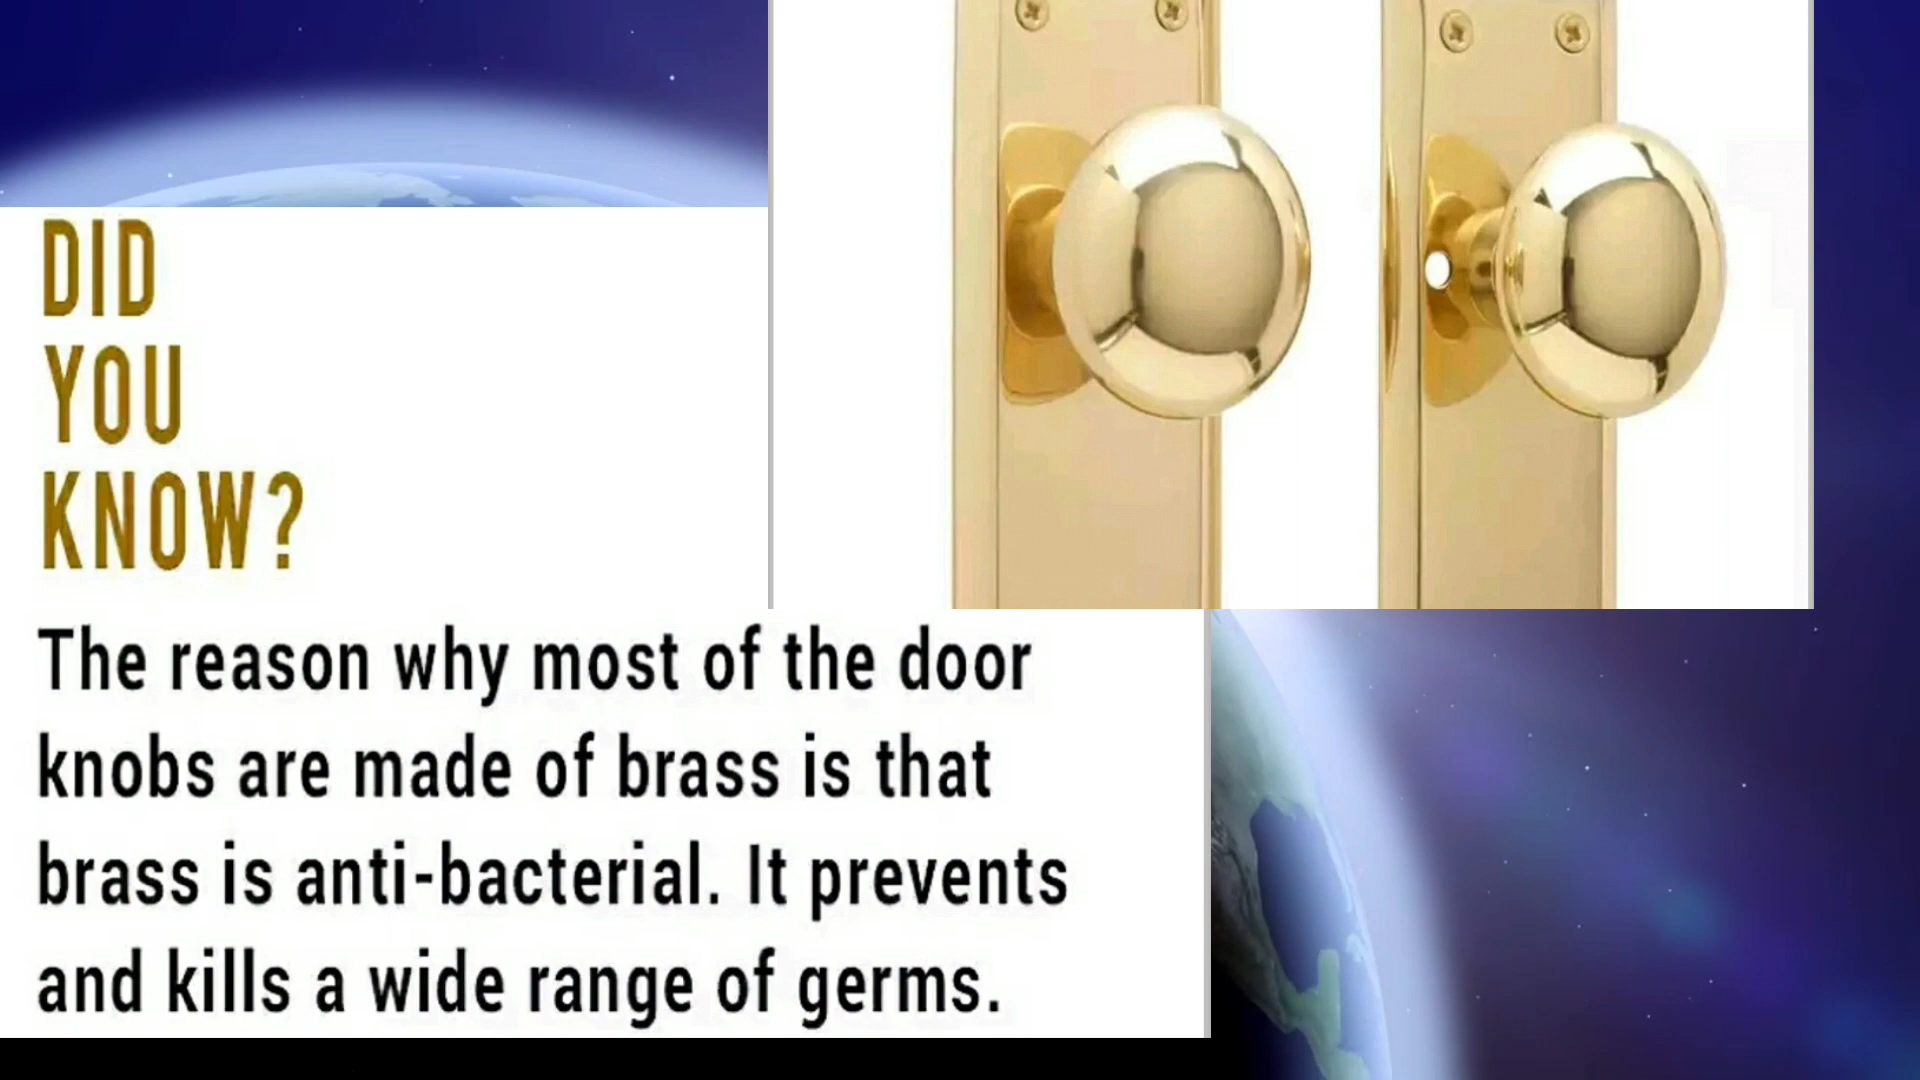 DID
YOU
KNOW?
The reason why most of the door
knobs are made of brass is that
brass is anti-bacterial. It prevents
and kills a wide range of germs.